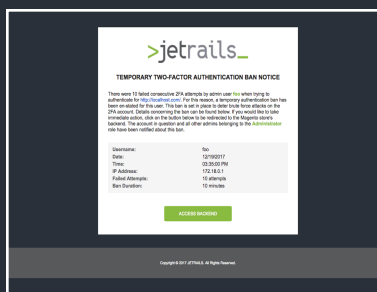 >jetrails_
TEMPORARY TWO-FACTOR AUTHENTICATION BAN NOTICE
There were 10 failed consecutive 2FA attempts by admin user foo when trying to
authenticate for http://localhost.com/. For this reason, a temporary authentication ban has
been en-stated for this user. This ban is set in place to deter brute force attacks on the
2FA account. Details concerning the ban can be found below. If you would like to take
immediate action, click on the button below to be redirected to the Magento store's
backend. The account in question and all other admins belonging to the Administrator
role have been notified about this ban.
Username: foo
Date: 12/19/2017
Time: 03:35:00 PM
IP Address: 172.18.0.1
Failed Attempts: 10 attempts
Ban Duration: 10 minutes
ACCESS BACKEND
Copyright © 2017 JETRAILS. All Rights Reserved.